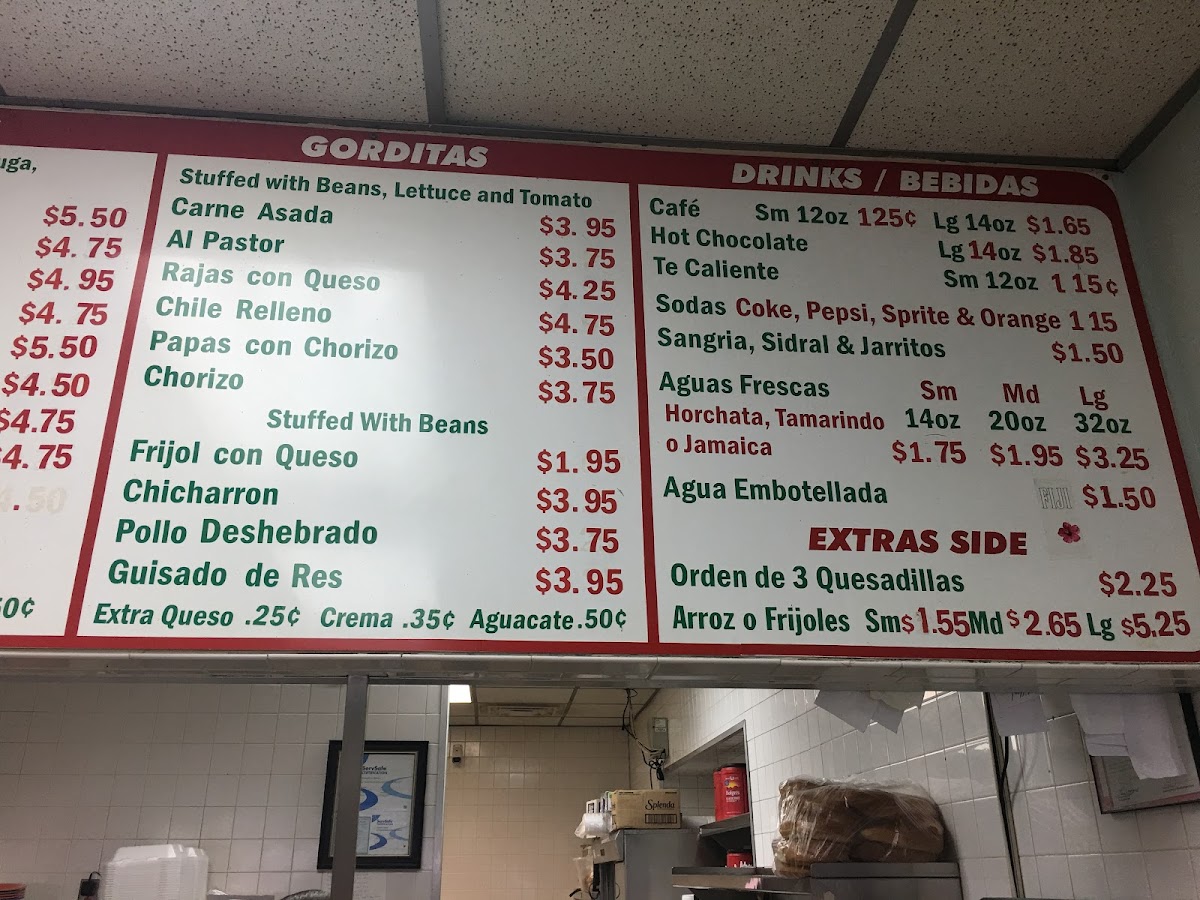 uga,
$5.50
$4.75
$4.95
$4.75
$5.50
$4.50
$4.75
4.75
.50
50¢
GORDITAS
Stuffed with Beans, Lettuce and Tomato
Carne Asada $3.95
Al Pastor $3.75
Rajas con Queso $4.25
Chile Relleno $4.75
Papas con Chorizo $3.50
Chorizo $3.75
Stuffed With Beans
Frijol con Queso $1.95
Chicharron $3.95
Pollo Deshebrado $3.75
Guisado de Res $3.95
Extra Queso .25¢ Crema .35¢ Aguacate .50¢
DRINKS / BEBIDAS
Café Sm 12oz 125¢ Lg 14oz $1.65
Hot Chocolate Lg 14oz $1.85
Te Caliente Sm 12oz 115¢
Sodas Coke, Pepsi, Sprite & Orange 115
Sangria, Sidral & Jarritos $1.50
Aguas Frescas Sm Md Lg
Horchata, Tamarindo 14oz 20oz 32oz
o Jamaica $1.75 $1.95 $3.25
Agua Embotellada FIJI $1.50
EXTRAS SIDE
Orden de 3 Quesadillas $2.25
Arroz o Frijoles Sm $1.55 Md $2.65 Lg $5.25
ServSafe
Splenda